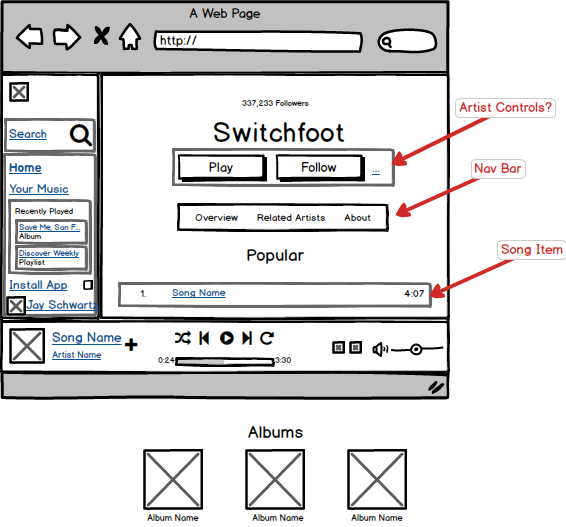 A Web Page
http://
337,233 Followers
Artist Controls?
Switchfoot
Search
Play
Follow
...
Nav Bar
Home
Your Music
Recently Played
Save Me, San F...
Album
Discover Weekly
Playlist
Overview
Related Artists
About
Popular
Song Item
Install App
1.
Song Name
4:07
Jay Schwartz
Song Name
Artist Name
0:24
3:30
Albums
Album Name
Album Name
Album Name